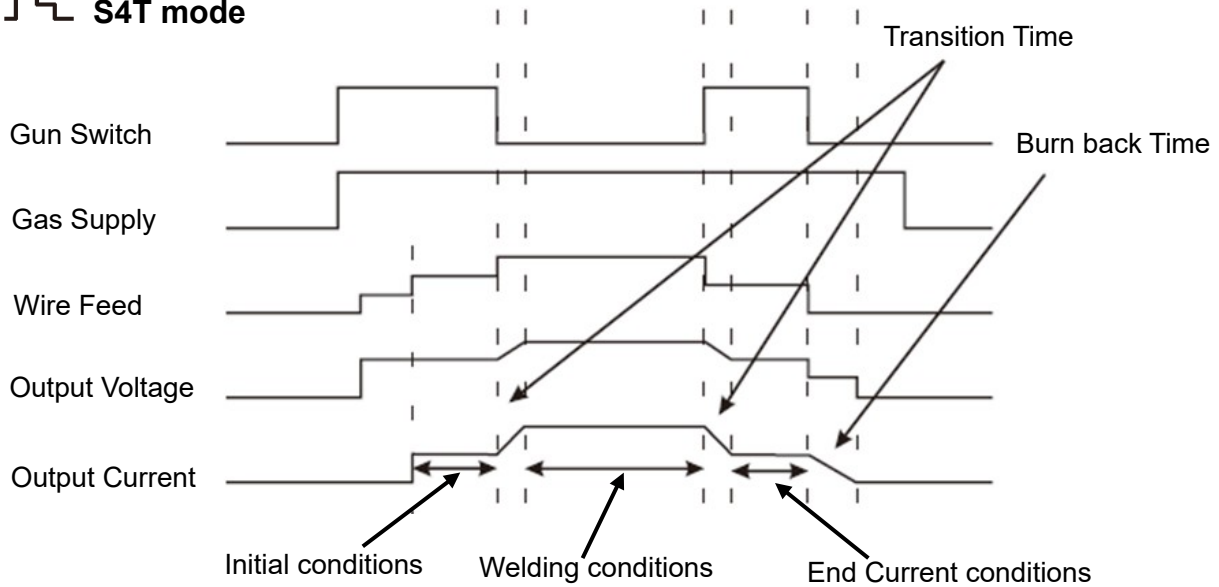 S4T mode
Transition Time
Gun Switch
Burn back Time
Gas Supply
Wire Feed
Output Voltage
Output Current
Initial conditions
Welding conditions
End Current conditions